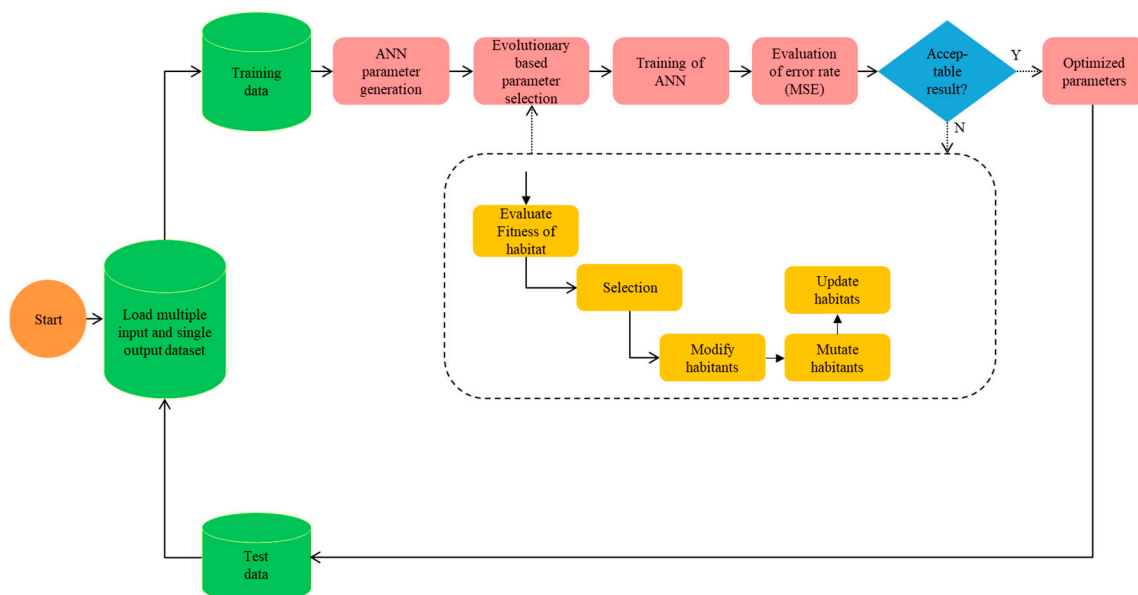 Training
data
ANN
parameter
generation
Evolutionary
based
parameter
selection
Training of
ANN
Evaluation
of error rate
(MSE)
Accep-
table
result?
Y
Optimized
parameters
N
Evaluate
Fitness of
habitat
Selection
Update
habitats
Modify
habitants
Mutate
habitants
Start
Load multiple
input and single
output dataset
Test
data